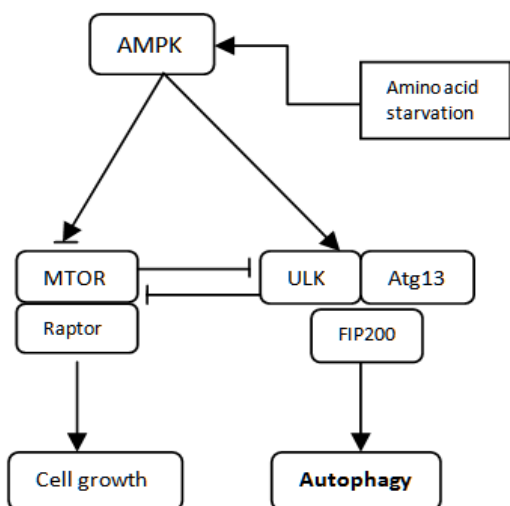 AMPK
Amino acid
starvation
MTOR
ULK
Atg13
Raptor
FIP200
Cell growth
Autophagy